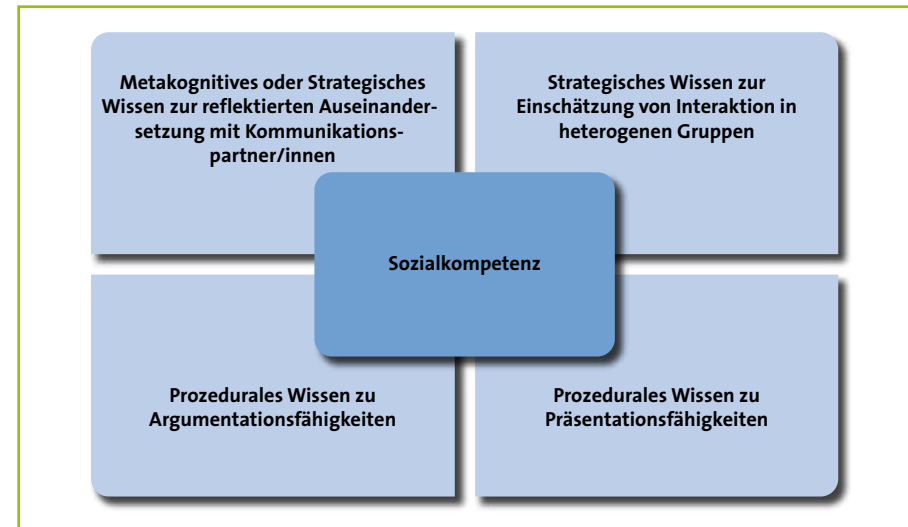 Metakognitives oder Strategisches
Wissen zur reflektierten Auseinander-
setzung mit Kommunikations-
partner/innen
Strategisches Wissen zur
Einschätzung von Interaktion in
heterogenen Gruppen
Sozialkompetenz
Prozedurales Wissen zu
Argumentationsfähigkeiten
Prozedurales Wissen zu
Präsentationsfähigkeiten